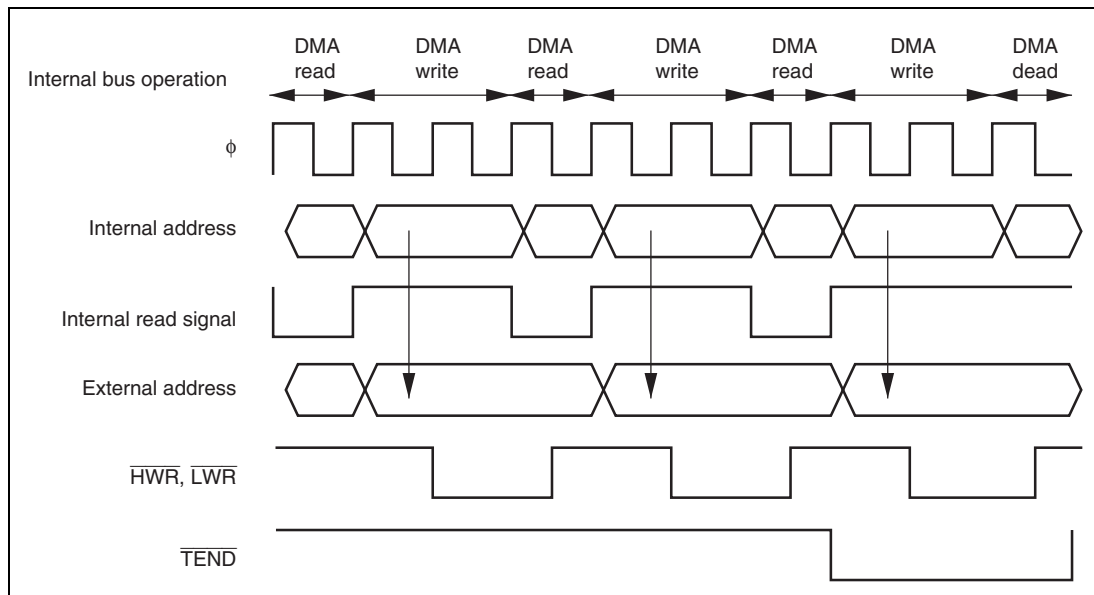 DMA read
DMA write
DMA read
DMA write
DMA read
DMA write
DMA dead
Internal bus operation
ϕ
Internal address
Internal read signal
External address
HWR, LWR
TEND